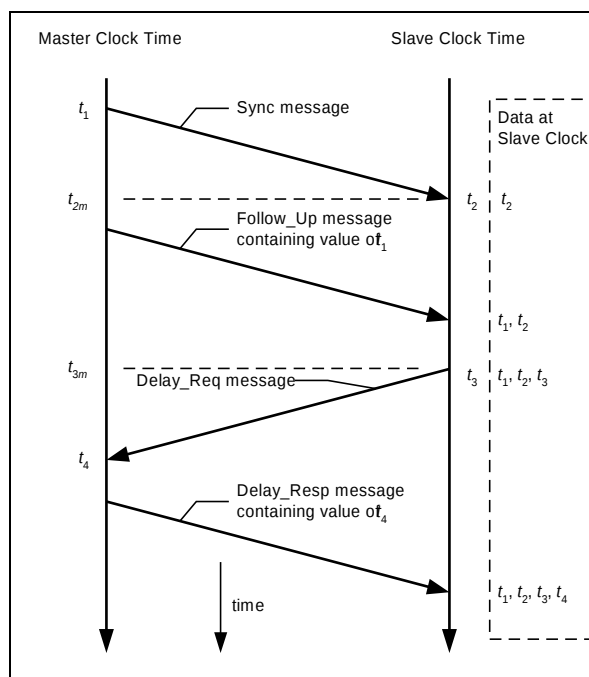 Master Clock Time
Slave Clock Time
t1
Sync message
Data at
Slave Clock
t2m
t2
t2
Follow_Up message
containing value of t1
t1, t2
t3m
t3
t1, t2, t3
Delay_Req message
t4
Delay_Resp message
containing value of t4
t1, t2, t3, t4
time